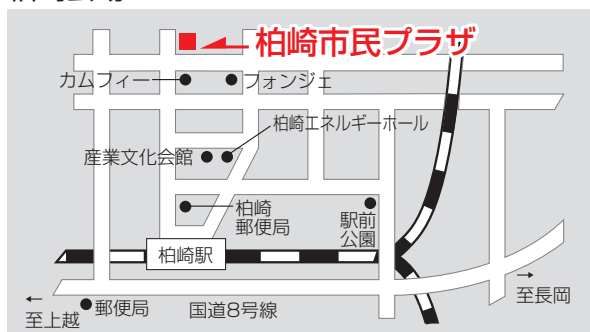 柏崎市民プラザ
カムフィー
フォンジェ
柏崎エネルギーホール
産業文化会館
柏崎
郵便局
駅前
公園
柏崎駅
至長岡
郵便局
国道8号線
至上越